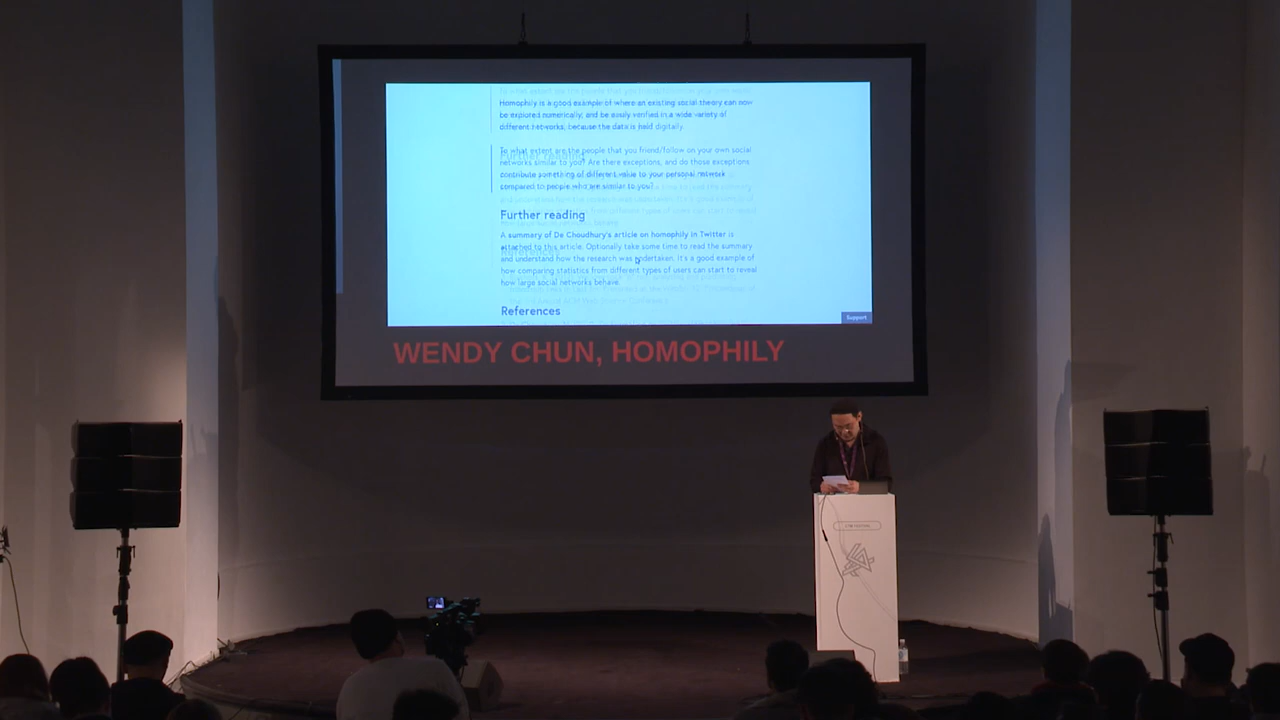 Homophily is a good example of where an existing social theory can now
be explored numerically, and be easily verified in a wide variety of
different networks, because the data is held digitally.
To what extent are the people that you friend/follow on your own social
networks similar to you? Are there exceptions, and do those exceptions
contribute something of different value to your personal network
compared to people who are similar to you?
Further reading
A summary of De Choudhury's article on homophily in Twitter is
attached to this article. Optionally take some time to read the summary
and understand how the research was undertaken. It's a good example of
how comparing statistics from different types of users can start to reveal
how large social networks behave.
References
Support
WENDY CHUN, HOMOPHILY